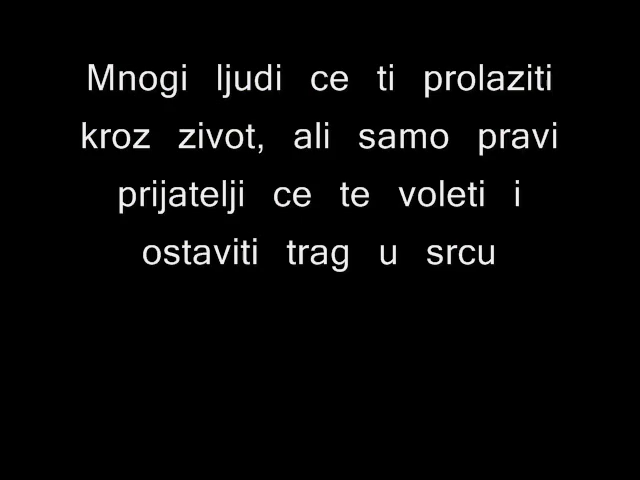 Mnogi ljudi ce ti prolaziti
kroz zivot, ali samo pravi
prijatelji ce te voleti i
ostaviti trag u srcu